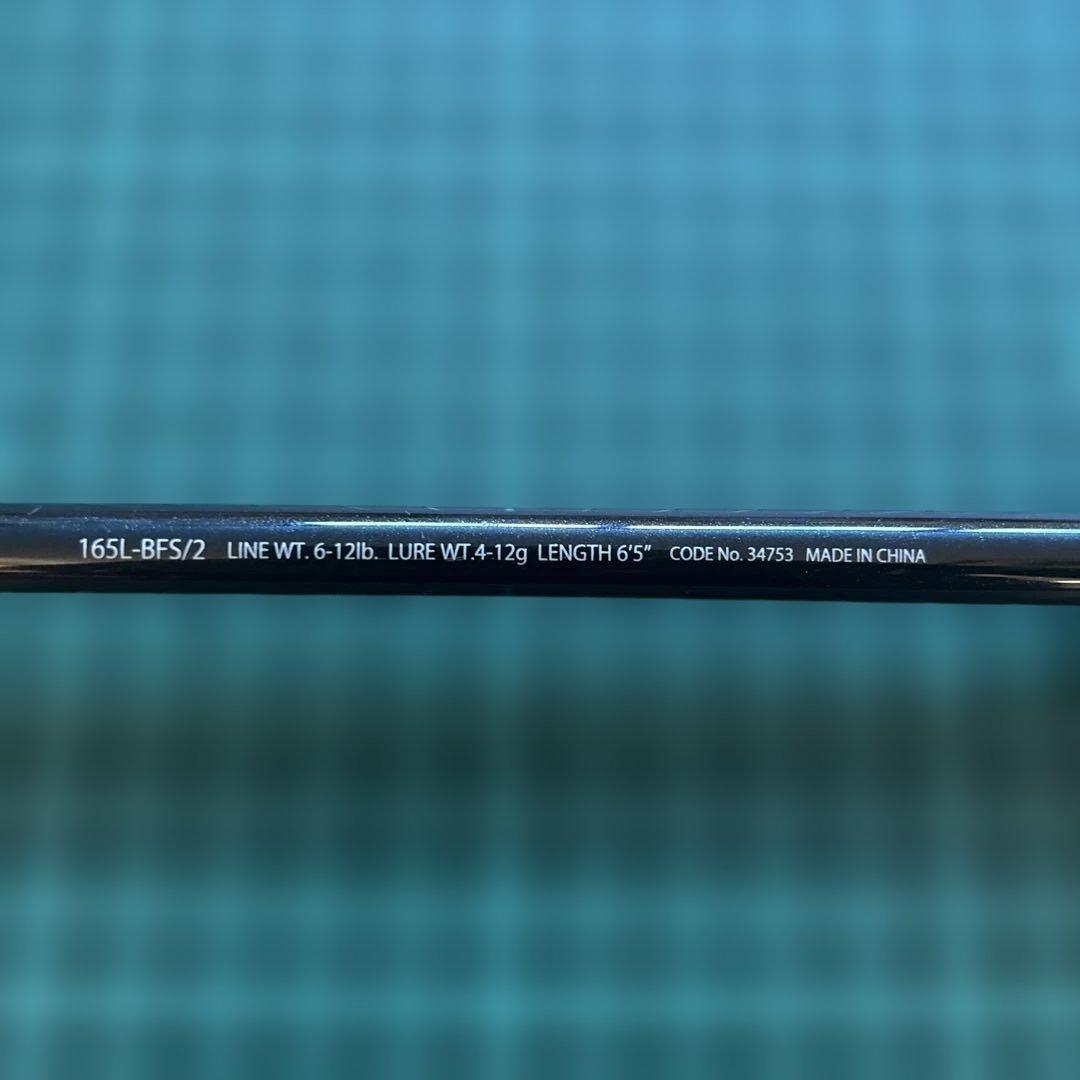 165L-BFS/2 LINE WT. 6-12lb. LURE WT.4-12g LENGTH 6'5" CODE No. 34753 MADE IN CHINA